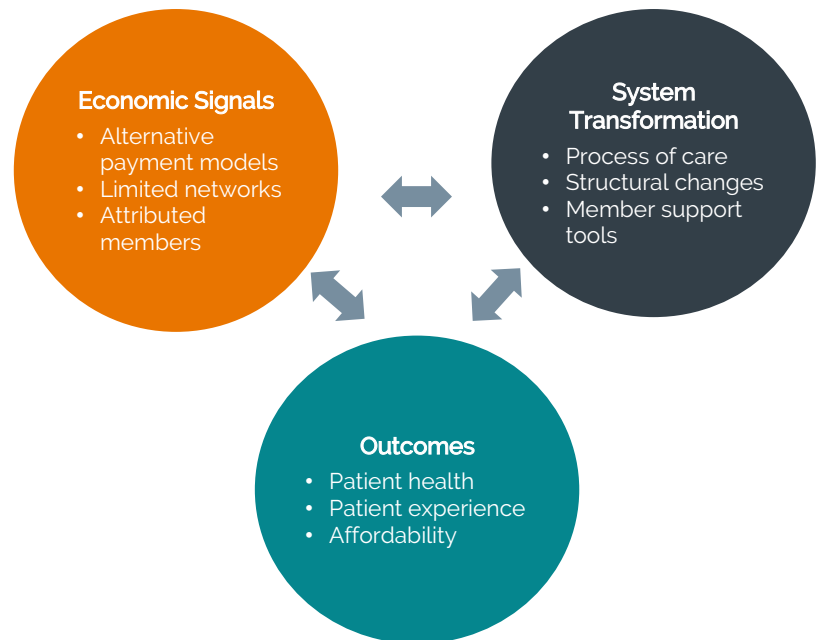 Economic Signals
• Alternative
payment models
• Limited networks
• Attributed
members
System
Transformation
• Process of care
• Structural changes
• Member support
tools
Outcomes
• Patient health
• Patient experience
• Affordability